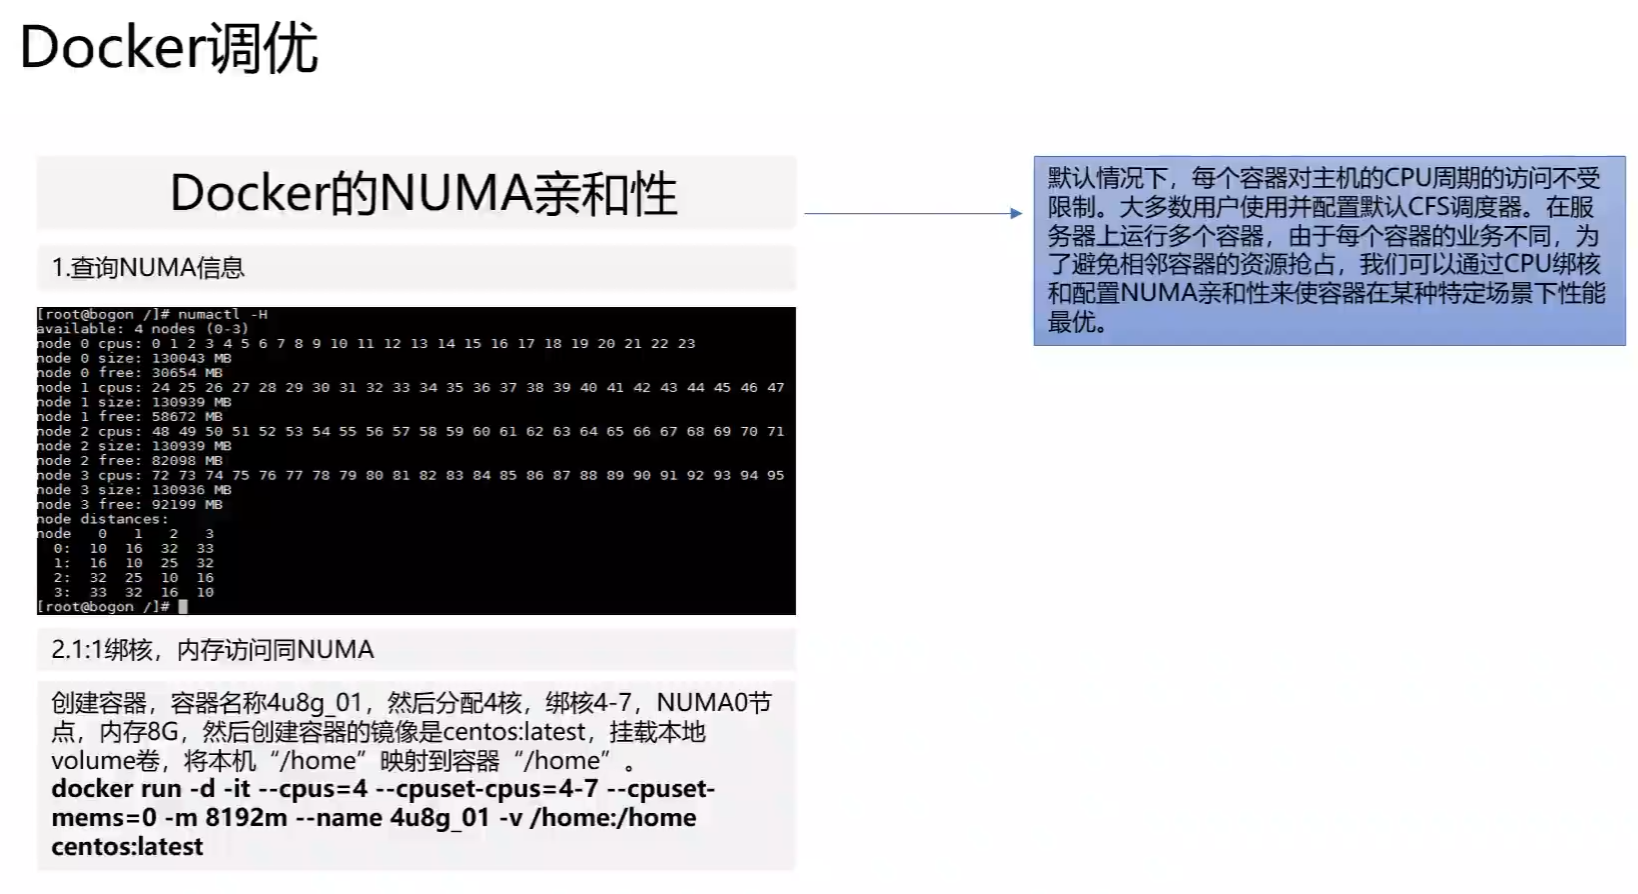 Docker调优
Docker的NUMA亲和性
1.查询NUMA信息
[root@bogon /]# numactl -H
available: 4 nodes (0-3)
node 0 cpus: 0 1 2 3 4 5 6 7 8 9 10 11 12 13 14 15 16 17 18 19 20 21 22 23
node 0 size: 130043 MB
node 0 free: 30654 MB
node 1 cpus: 24 25 26 27 28 29 30 31 32 33 34 35 36 37 38 39 40 41 42 43 44 45 46 47
node 1 size: 130939 MB
node 1 free: 58672 MB
node 2 cpus: 48 49 50 51 52 53 54 55 56 57 58 59 60 61 62 63 64 65 66 67 68 69 70 71
node 2 size: 130939 MB
node 2 free: 82098 MB
node 3 cpus: 72 73 74 75 76 77 78 79 80 81 82 83 84 85 86 87 88 89 90 91 92 93 94 95
node 3 size: 130936 MB
node 3 free: 92199 MB
node distances:
node 0 1 2 3
0: 10 16 32 33
1: 16 10 25 32
2: 32 25 10 16
3: 33 32 16 10
[root@bogon /]#
2.1:1绑核，内存访问同NUMA
创建容器，容器名称4u8g_01，然后分配4核，绑核4-7，NUMA0节
点，内存8G，然后创建容器的镜像是centos:latest，挂载本地
volume卷，将本机“/home”映射到容器“/home”。
docker run -d -it --cpus=4 --cpuset-cpus=4-7 --cpuset-
mems=0 -m 8192m --name 4u8g_01 -v /home:/home
centos:latest
默认情况下，每个容器对主机的CPU周期的访问不受
限制。大多数用户使用并配置默认CFS调度器。在服
务器上运行多个容器，由于每个容器的业务不同，为
了避免相邻容器的资源抢占，我们可以通过CPU绑核
和配置NUMA亲和性来使容器在某种特定场景下性能
最优。